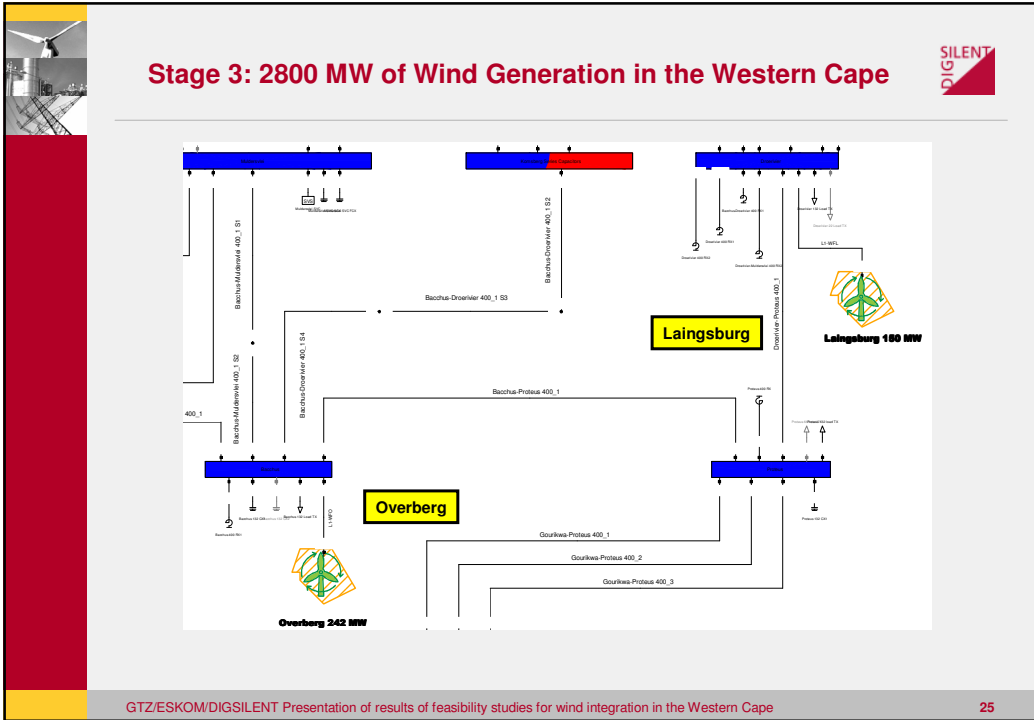 Stage 3: 2800 MW of Wind Generation in the Western Cape
DIgSILENT
SVS
Bacchus-Muldersvlei 400_1 S1
Bacchus-Droerivier 400_1 S2
L1-WFL
Bacchus-Droerivier 400_1 S3
Droerivier-Proteus 400_1
Laingsburg
Laingsburg 150 MW
Bacchus-Muldersvlei 400_1 S2
Bacchus-Droerivier 400_1 S4
Bacchus-Proteus 400_1
400_1
Overberg
L1-WFO
Gourikwa-Proteus 400_1
Gourikwa-Proteus 400_2
Gourikwa-Proteus 400_3
Overberg 242 MW
GTZ/ESKOM/DIGSILENT Presentation of results of feasibility studies for wind integration in the Western Cape
25